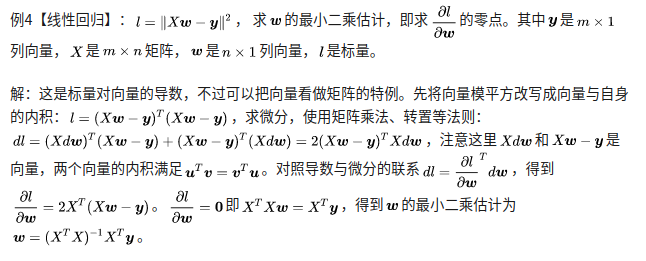 例4【线性回归】: $l = \|X\boldsymbol{w} - \boldsymbol{y}\|^2$ ，求 $\boldsymbol{w}$ 的最小二乘估计，即求 $\frac{\partial l}{\partial \boldsymbol{w}}$ 的零点。其中 $\boldsymbol{y}$ 是 $m \times 1$
列向量， $X$ 是 $m \times n$ 矩阵， $\boldsymbol{w}$ 是 $n \times 1$ 列向量， $l$ 是标量。
解：这是标量对向量的导数，不过可以把向量看做矩阵的特例。先将向量模平方改写成向量与自身
的内积： $l = (X\boldsymbol{w} - \boldsymbol{y})^T (X\boldsymbol{w} - \boldsymbol{y})$ ，求微分，使用矩阵乘法、转置等法则：
$dl = (Xd\boldsymbol{w})^T (X\boldsymbol{w} - \boldsymbol{y}) + (X\boldsymbol{w} - \boldsymbol{y})^T (Xd\boldsymbol{w}) = 2(X\boldsymbol{w} - \boldsymbol{y})^T Xd\boldsymbol{w}$ ，注意这里 $Xd\boldsymbol{w}$ 和 $X\boldsymbol{w} - \boldsymbol{y}$ 是
向量，两个向量的内积满足 $\boldsymbol{u}^T \boldsymbol{v} = \boldsymbol{v}^T \boldsymbol{u}$。对照导数与微分的联系 $dl = \frac{\partial l}{\partial \boldsymbol{w}}^T d\boldsymbol{w}$ ，得到
$\frac{\partial l}{\partial \boldsymbol{w}} = 2X^T (X\boldsymbol{w} - \boldsymbol{y})$。 $\frac{\partial l}{\partial \boldsymbol{w}} = \boldsymbol{0}$ 即 $X^T X\boldsymbol{w} = X^T \boldsymbol{y}$ ，得到 $\boldsymbol{w}$ 的最小二乘估计为
$\boldsymbol{w} = (X^T X)^{-1} X^T \boldsymbol{y}$。